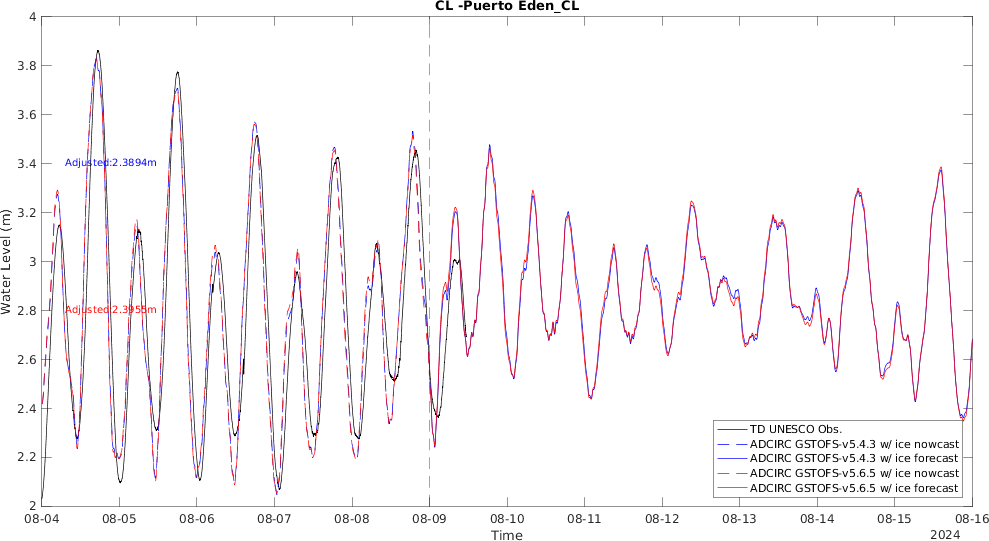 CL -Puerto Eden_CL
Water Level (m)
4
3.8
3.6
3.4
3.2
3
2.8
2.6
2.4
2.2
2
Adjusted:2.3894m
Adjusted:2.3955m
TD UNESCO Obs.
ADCIRC GSTOFS-v5.4.3 w/ ice nowcast
ADCIRC GSTOFS-v5.4.3 w/ ice forecast
ADCIRC GSTOFS-v5.6.5 w/ ice nowcast
ADCIRC GSTOFS-v5.6.5 w/ ice forecast
08-04 08-05 08-06 08-07 08-08 08-09 08-10 08-11 08-12 08-13 08-14 08-15 08-16
Time
2024